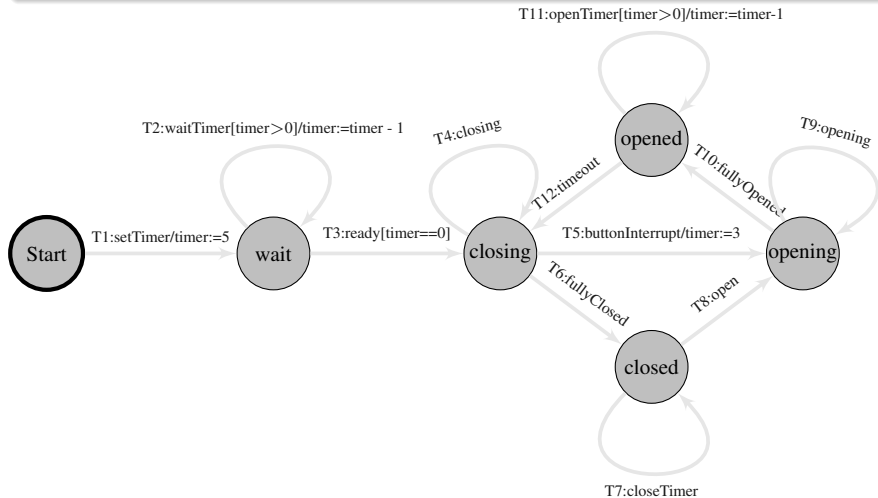 T11:openTimer[timer>0]/timer:=timer-1
T2:waitTimer[timer>0]/timer:=timer - 1
T4:closing
opened
T9:opening
T12:timeout
T10:fullyOpened
Start
T1:setTimer/timer:=5
wait
T3:ready[timer==0]
closing
T5:buttonInterrupt/timer:=3
opening
T6:fullyClosed
T8:open
closed
T7:closeTimer